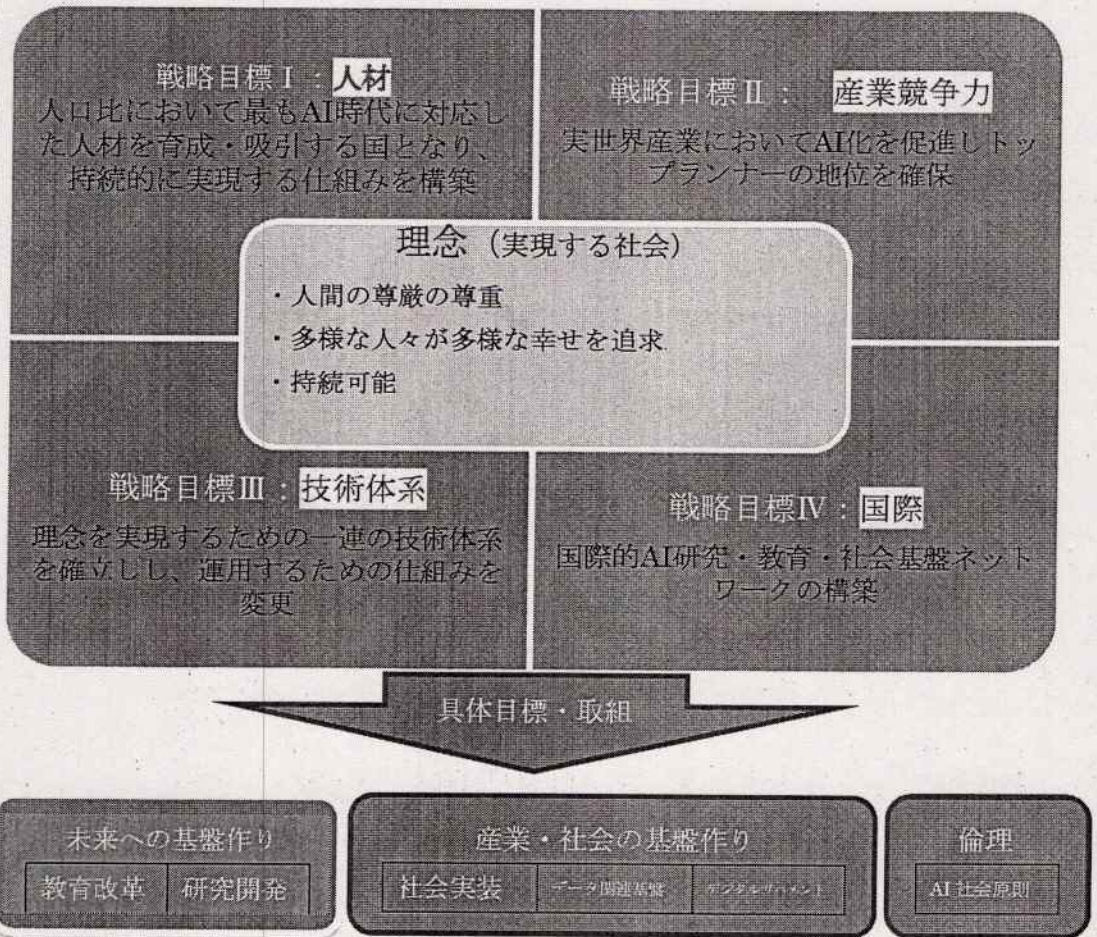 戦略目標Ⅰ：人材
人口比において最もAI時代に対応し
た人材を育成・吸引する国となり、
持続的に実現する仕組みを構築
戦略目標Ⅱ： 産業競争力
実世界産業においてAI化を促進しトッ
プランナーの地位を確保
理念（実現する社会）
・人間の尊厳の尊重
・多様な人々が多様な幸せを追求
・持続可能
戦略目標Ⅲ：技術体系
理念を実現するための一連の技術体系
を確立しし、運用するための仕組みを
変更
戦略目標Ⅳ：国際
国際的AI研究・教育・社会基盤ネット
ワークの構築
具体目標・取組
未来への基盤作り
教育改革 研究開発
産業・社会の基盤作り
社会実装 データ関連基盤
倫理
AI 社会原則